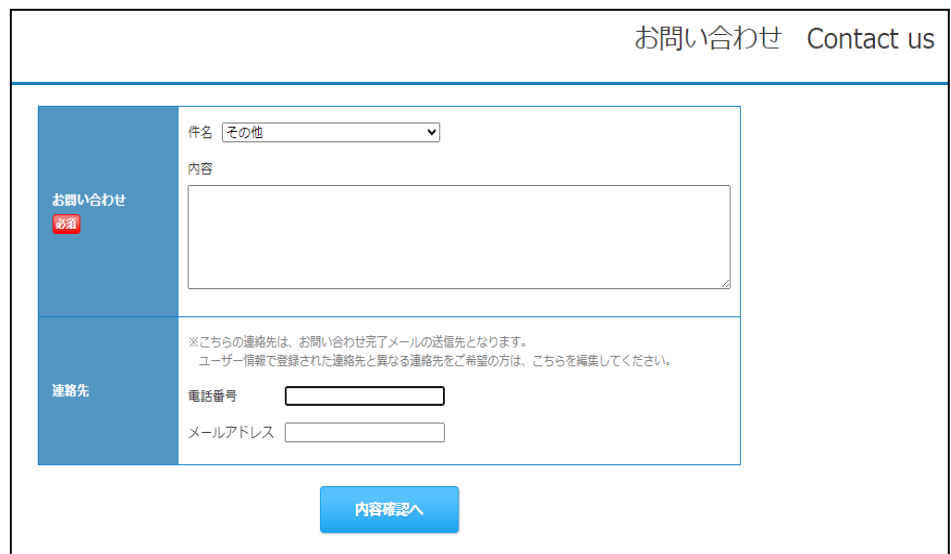 お問い合わせ Contact us
件名 その他
内容
お問い合わせ
必須
※こちらの連絡先は、お問い合わせ完了メールの送信先となります。
ユーザー情報で登録された連絡先と異なる連絡先をご希望の方は、こちらを編集してください。
連絡先
電話番号
メールアドレス
内容確認へ